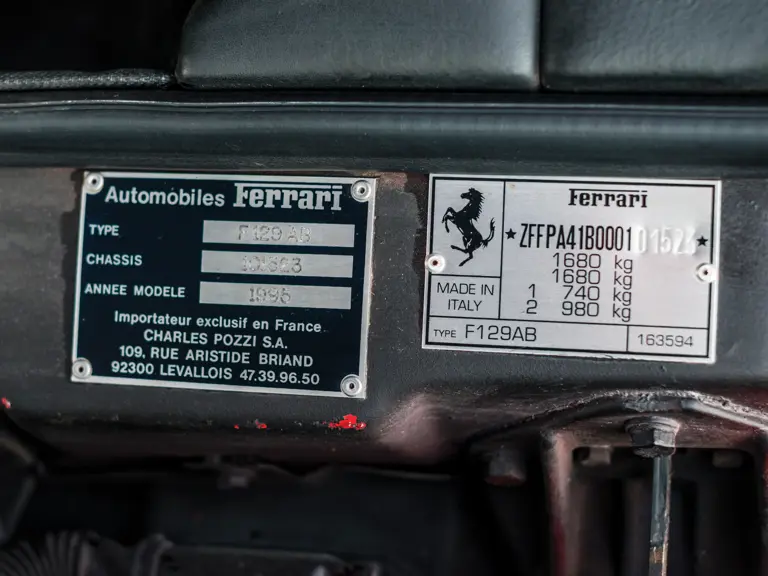 Automobiles Ferrari
TYPE F129AB
CHASSIS
ANNEE MODELE 1995
Importateur exclusif en France
CHARLES POZZI S.A.
109, RUE ARISTIDE BRIAND
92300 LEVALLOIS 47.39.96.50
Ferrari
★ZFFPA41B000101523★
1680 kg
1680 kg
1 740 kg
2 980 kg
MADE IN
ITALY
TYPE F129AB
163594